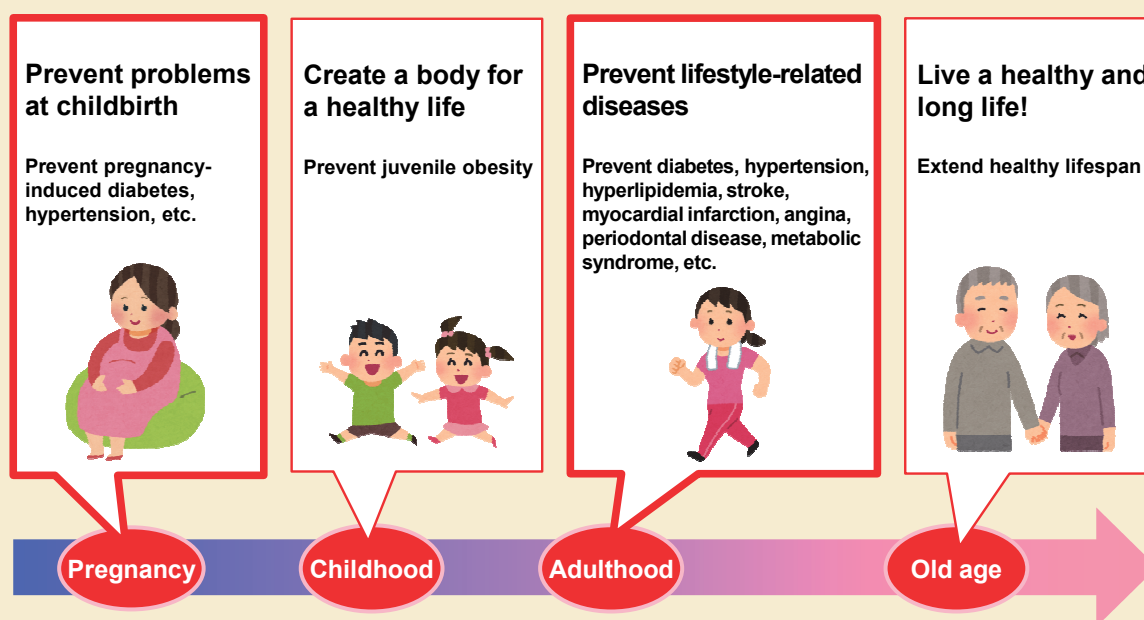 Prevent problems
at childbirth
Prevent pregnancy-
induced diabetes,
hypertension, etc.
Create a body for
a healthy life
Prevent juvenile obesity
Prevent lifestyle-related
diseases
Prevent diabetes, hypertension,
hyperlipidemia, stroke,
myocardial infarction, angina,
periodontal disease, metabolic
syndrome, etc.
Live a healthy and
long life!
Extend healthy lifespan
Pregnancy
Childhood
Adulthood
Old age